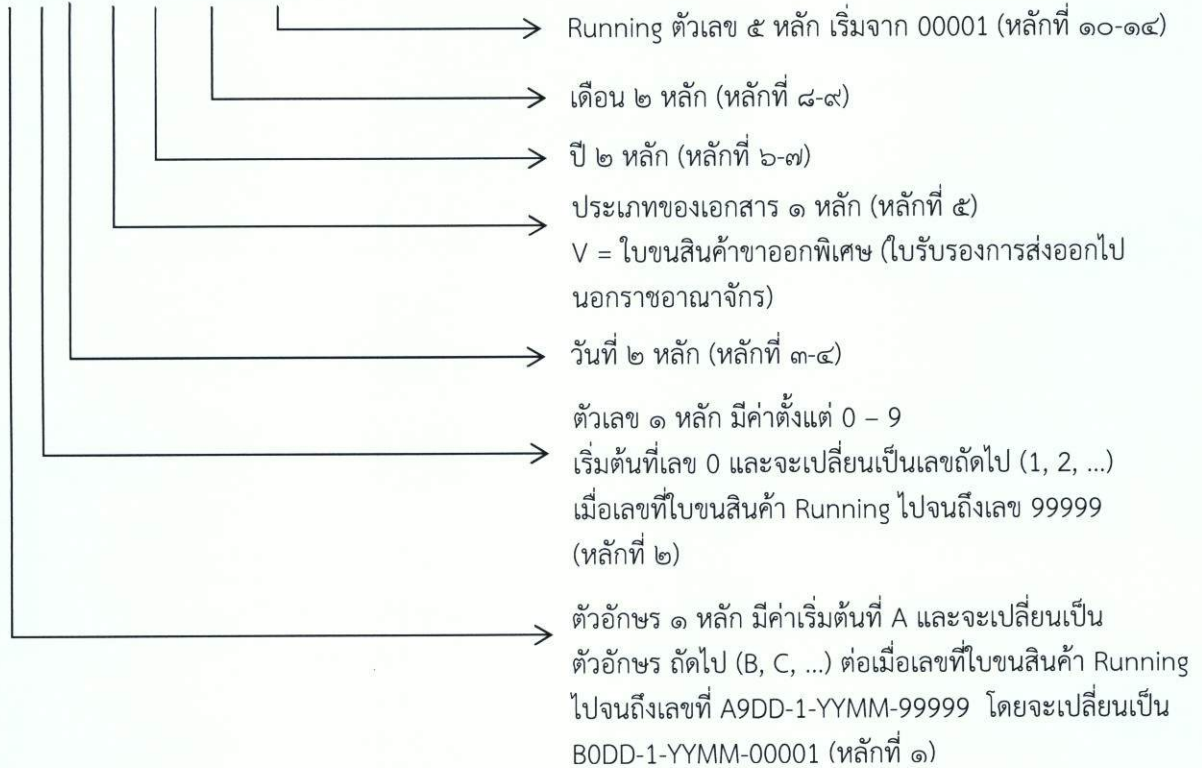 Running ตัวเลข ๕ หลัก เริ่มจาก 00001 (หลักที่ ๑๐-๑๔)
เดือน ๒ หลัก (หลักที่ ๘-๙)
ปี ๒ หลัก (หลักที่ ๖-๗)
ประเภทของเอกสาร ๑ หลัก (หลักที่ ๕)
V = ใบขนสินค้าขาออกพิเศษ (ใบรับรองการส่งออกไป
นอกราชอาณาจักร)
วันที่ ๒ หลัก (หลักที่ ๓-๔)
ตัวเลข ๑ หลัก มีค่าตั้งแต่ 0 – 9
เริ่มต้นที่เลข 0 และจะเปลี่ยนเป็นเลขถัดไป (1, 2, ...)
เมื่อเลขที่ใบขนสินค้า Running ไปจนถึงเลข 99999
(หลักที่ ๒)
ตัวอักษร ๑ หลัก มีค่าเริ่มต้นที่ A และจะเปลี่ยนเป็น
ตัวอักษร ถัดไป (B, C, ...) ต่อเมื่อเลขที่ใบขนสินค้า Running
ไปจนถึงเลขที่ A9DD-1-YYMM-99999 โดยจะเปลี่ยนเป็น
B0DD-1-YYMM-00001 (หลักที่ ๑)